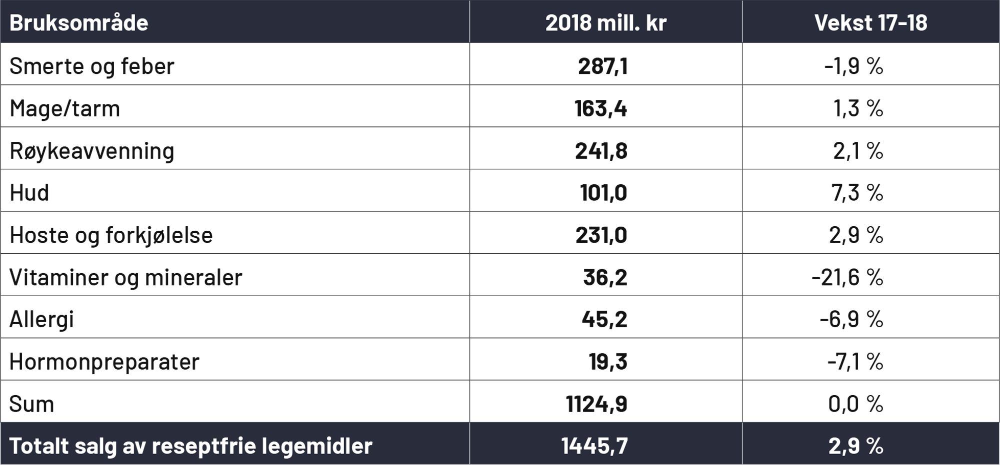 Bruksområde 2018 mill. kr Vekst 17-18
Smerte og feber 287,1 -1,9 %
Mage/tarm 163,4 1,3 %
Røykeavvenning 241,8 2,1 %
Hud 101,0 7,3 %
Hoste og forkjølelse 231,0 2,9 %
Vitaminer og mineraler 36,2 -21,6 %
Allergi 45,2 -6,9 %
Hormonpreparater 19,3 -7,1 %
Sum 1124,9 0,0 %
Totalt salg av reseptfrie legemidler 1445,7 2,9 %